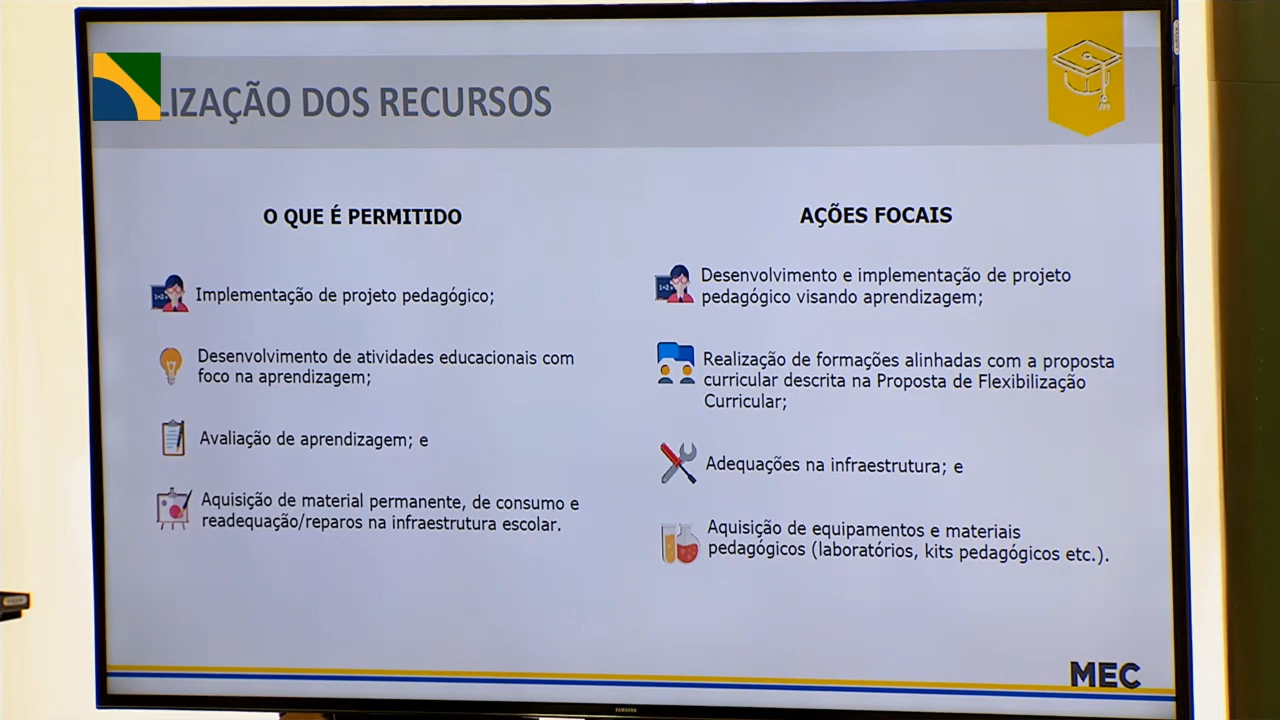 LIZAÇÃO DOS RECURSOS
O QUE É PERMITIDO
Implementação de projeto pedagógico;
Desenvolvimento de atividades educacionais com
foco na aprendizagem;
Avaliação de aprendizagem; e
Aquisição de material permanente, de consumo e
readequação/reparos na infraestrutura escolar.
AÇÕES FOCAIS
Desenvolvimento e implementação de projeto
pedagógico visando aprendizagem;
Realização de formações alinhadas com a proposta
curricular descrita na Proposta de Flexibilização
Curricular;
Adequações na infraestrutura; e
Aquisição de equipamentos e materiais
pedagógicos (laboratórios, kits pedagógicos etc.).
MEC
SAMSUNG